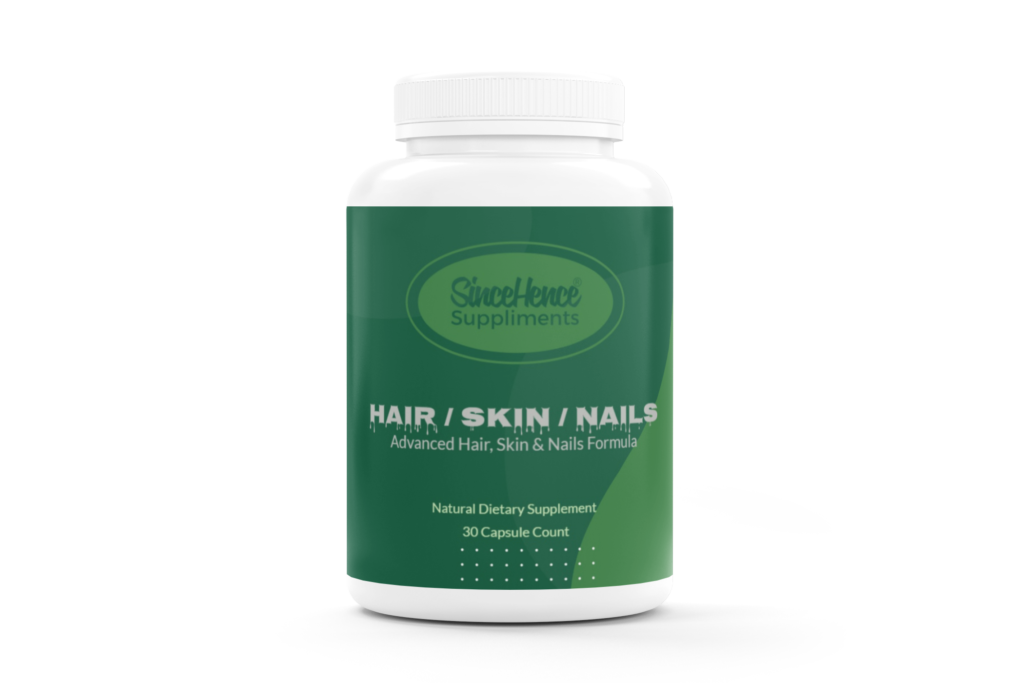 SinceHence®
Suppliments
HAIR / SKIN / NAILS
Advanced Hair, Skin & Nails Formula
Natural Dietary Supplement
30 Capsule Count